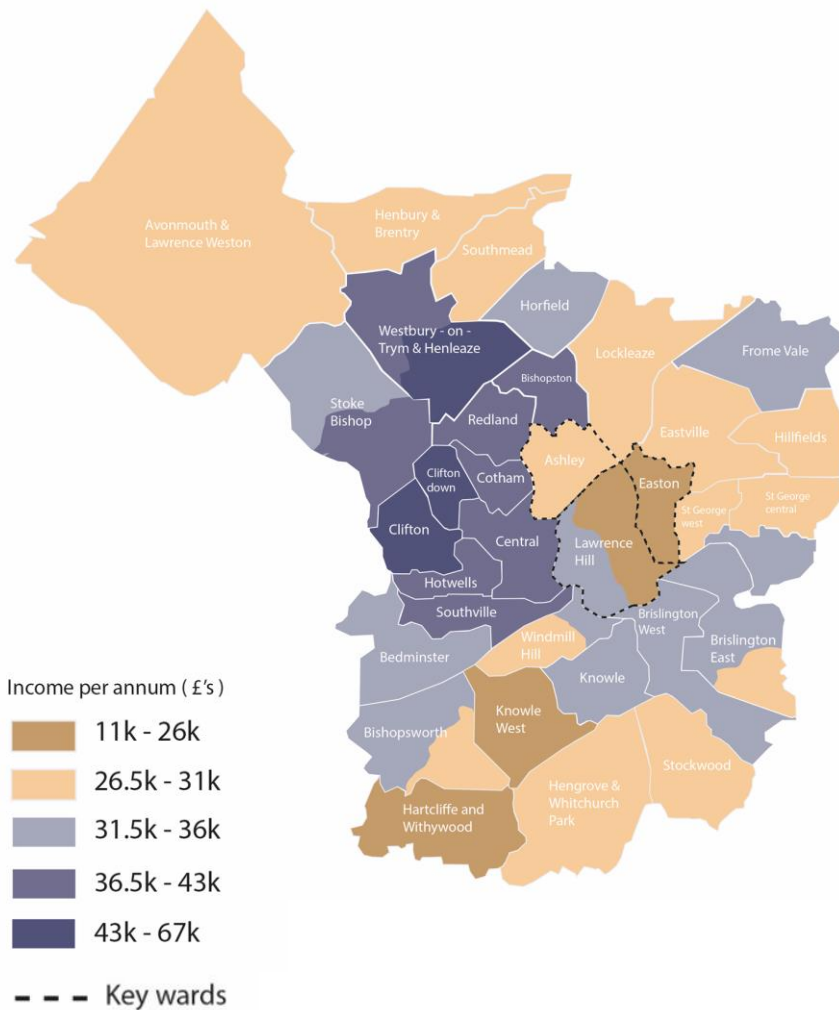 Avonmouth &
Lawrence Weston
Henbury &
Brentry
Southmead
Horfield
Westbury - on -
Trym & Henleaze
Lockleaze
Frome Vale
Bishopston
Stoke
Bishop
Redland
Eastville
Hillfields
Ashley
Clifton
down
Cotham
Easton
St George
west
St George
central
Clifton
Central
Lawrence
Hill
Hotwells
Southville
Brislington
West
Windmill
Hill
Brislington
East
Bedminster
Knowle
Income per annum ( £'s )
11k - 26k
26.5k - 31k
31.5k - 36k
36.5k - 43k
43k - 67k
Key wards
Bishopsworth
Knowle
West
Stockwood
Hengrove &
Whitchurch
Park
Hartcliffe and
Withywood